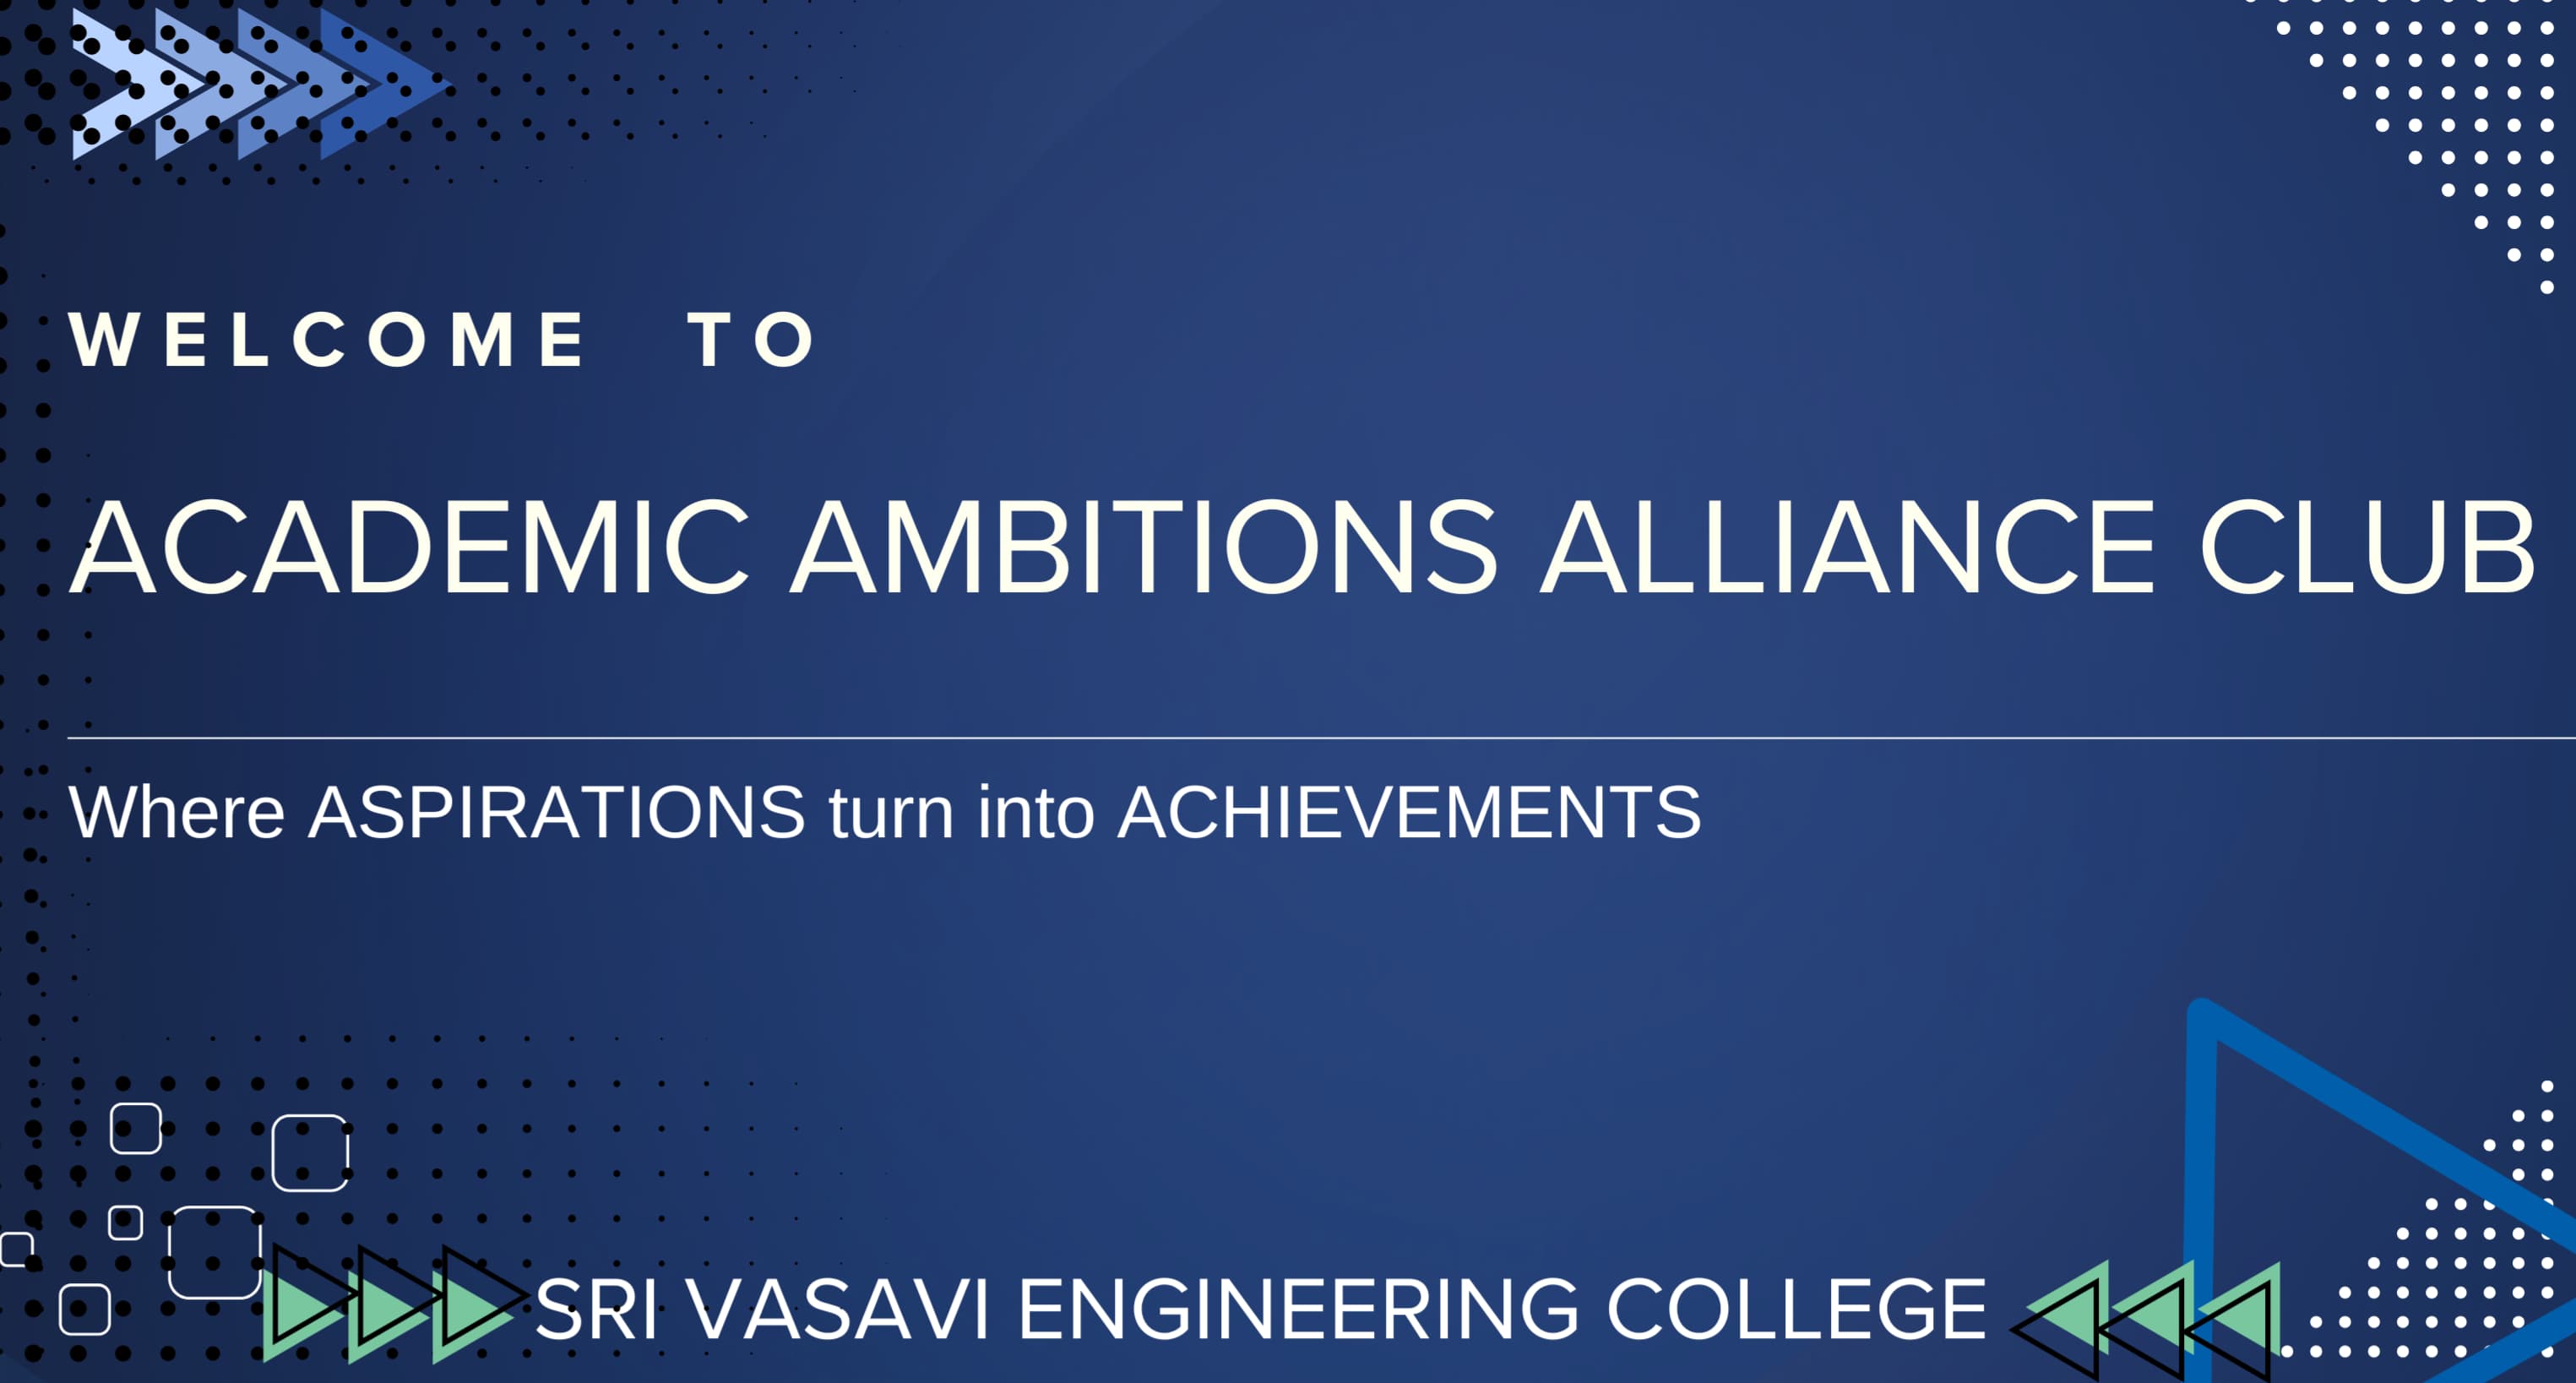 WELCOME TO
ACADEMIC AMBITIONS ALLIANCE CLUB
Where ASPIRATIONS turn into ACHIEVEMENTS
SRI VASAVI ENGINEERING COLLEGE